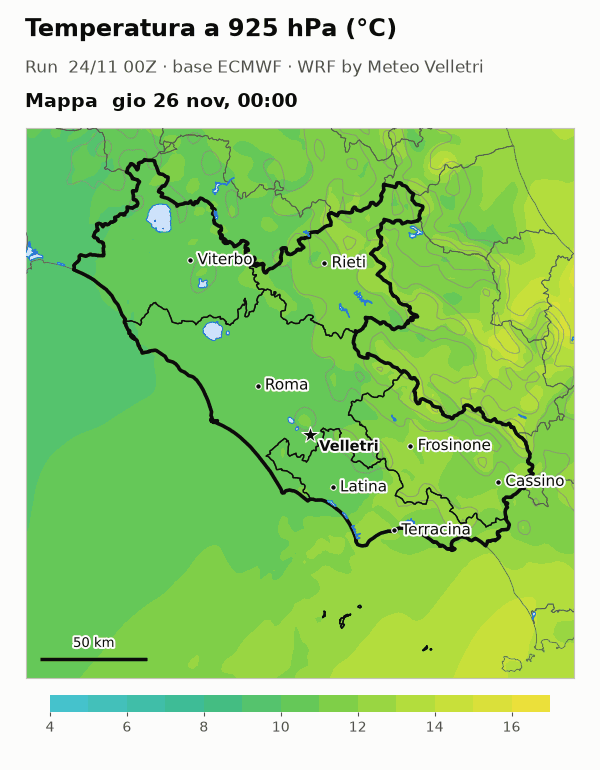 Temperatura a 925 hPa (°C)
Run  24/11 00Z · base ECMWF · WRF by Meteo Velletri
Mappa  gio 26 nov, 00:00
Viterbo
Rieti
Roma
Velletri
Frosinone
Cassino
Latina
Terracina
50 km
4 6 8 10 12 14 16